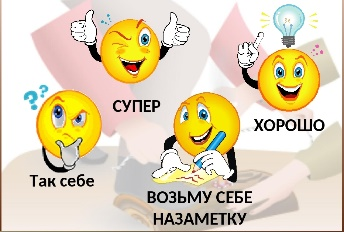 СУПЕР
ХОРОШО
Так себе
ВОЗЬМУ СЕБЕ
НАЗАМЕТКУ